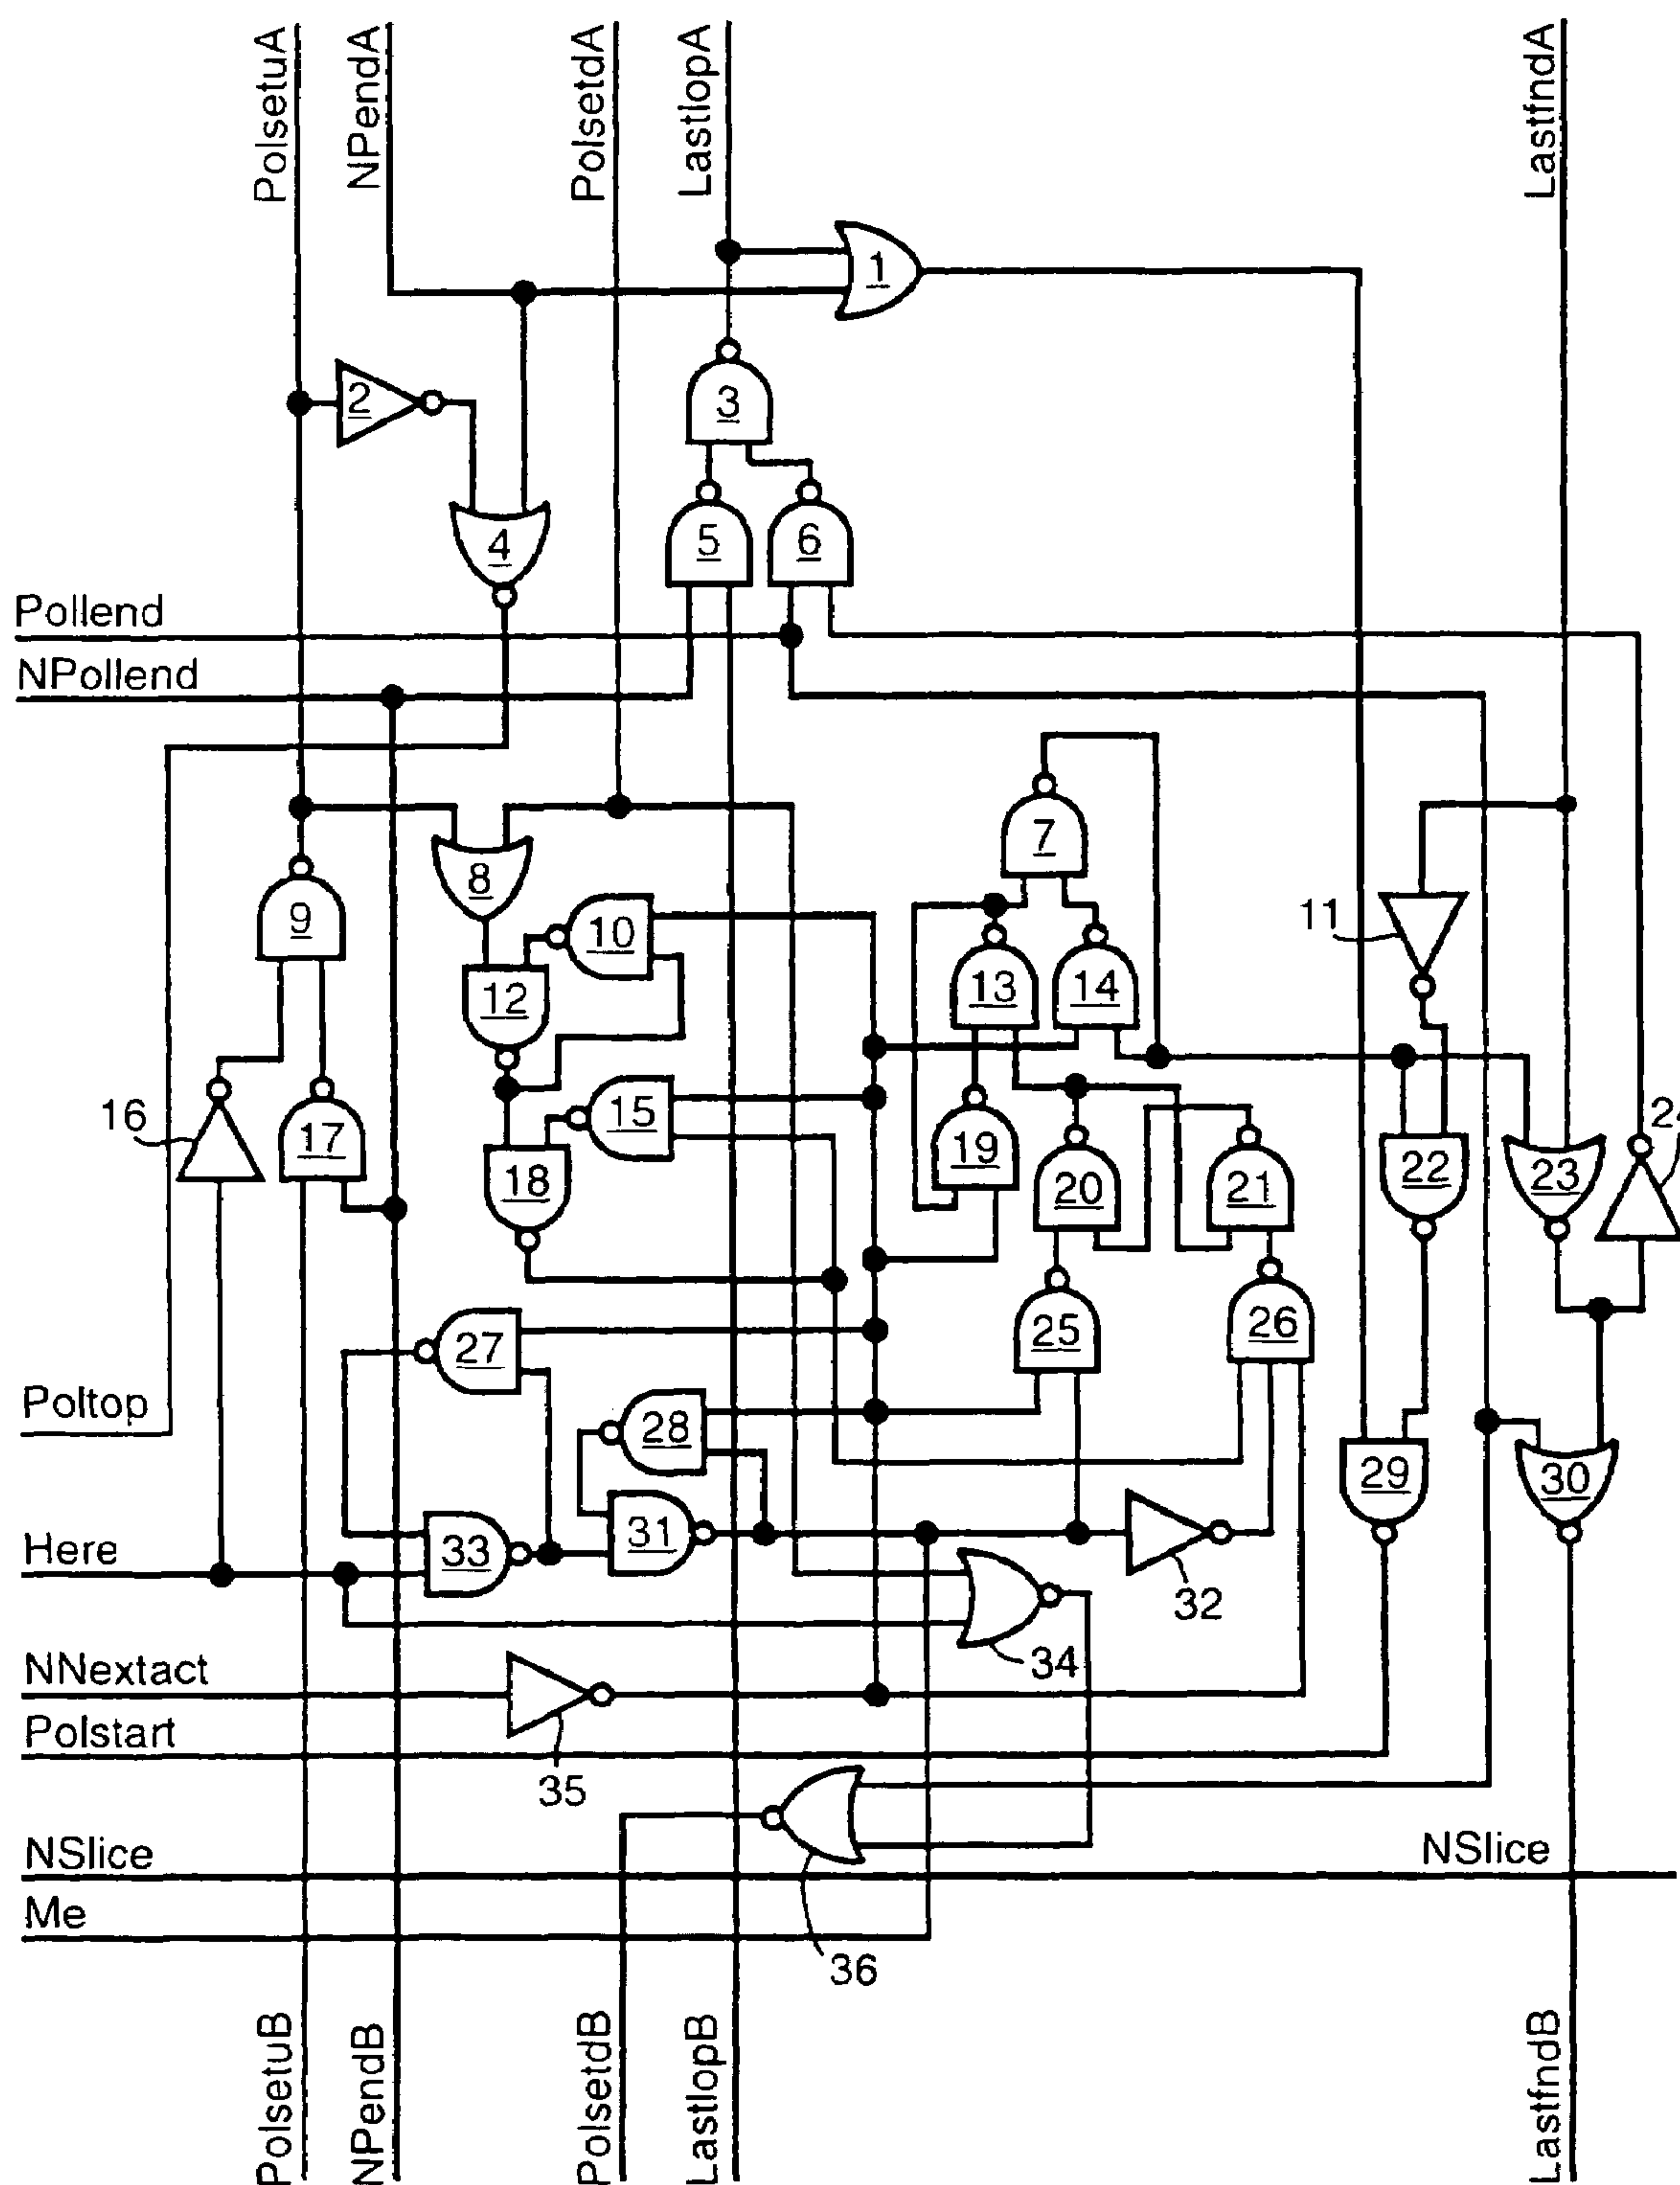 PolsetuA
NPendA
PolsetdA
LastlopA
LastfndA
1
2
3
4
5
6
Pollend
NPollend
7
8
9
10
11
12
13
14
15
16
17
18
19
20
21
22
23
24
25
26
27
28
Poltop
29
30
Here
33
31
32
34
NNextact
Polstart
35
NSlice
NSlice
Me
36
PolsetuB
NPendB
PolsetdB
LastlopB
LastfndB